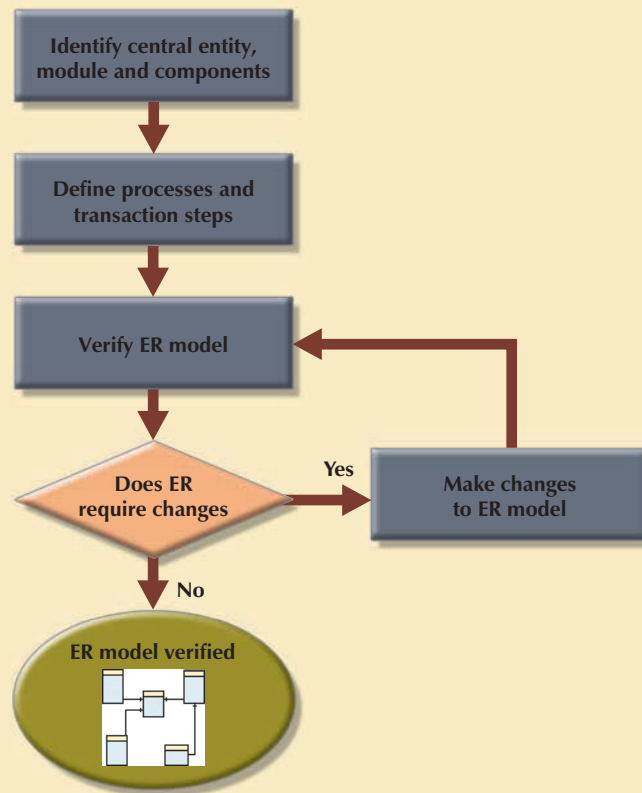 Identify central entity,
module and components
Define processes and
transaction steps
Verify ER model
Does ER
require changes
Yes
Make changes
to ER model
No
ER model verified